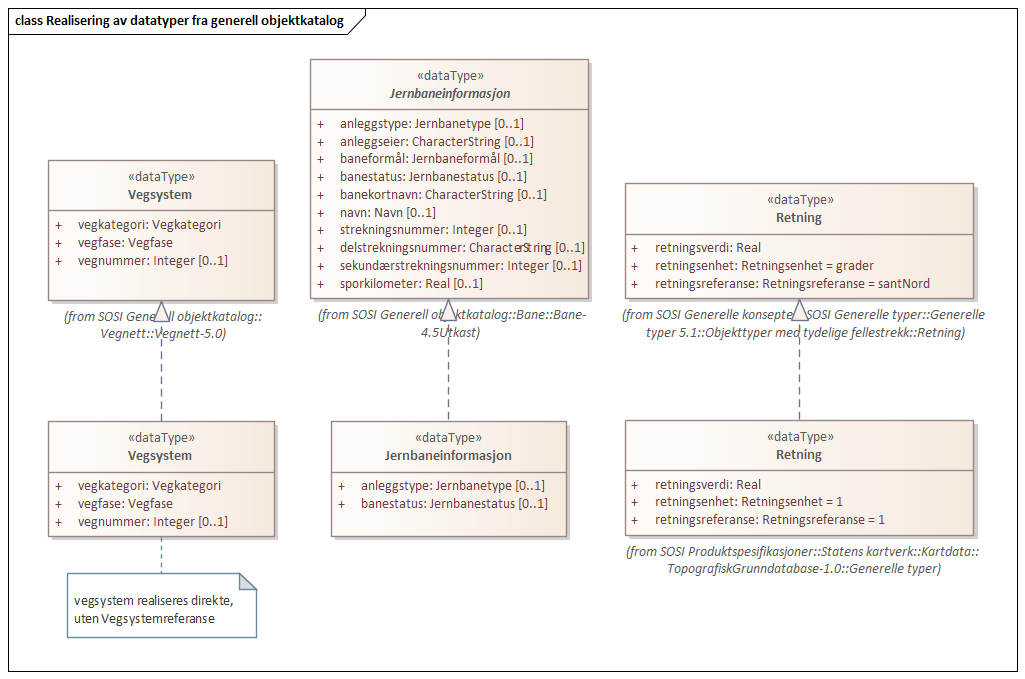 class Realisering av datatyper fra generell objektkatalog
«dataType»
Vegsystem
+ vegkategori: Vegkategori
+ vegfase: Vegfase
+ vegnummer: Integer [0..1]
(from SOSI Generell objektkatalog::
Vegnett::Vegnett-5.0)
«dataType»
Jernbaneinformasjon
+ anleggstype: Jernbanetype [0..1]
+ anleggseier: CharacterString [0..1]
+ baneformål: Jernbaneformål [0..1]
+ banestatus: Jernbanestatus [0..1]
+ banekortnavn: CharacterString [0..1]
+ navn: Navn [0..1]
+ strekningsnummer: Integer [0..1]
+ delstrekningsnummer: CharacterString [0..1]
+ sekundærstrekningsnummer: Integer [0..1]
+ sporkilometer: Real [0..1]
(from SOSI Generell objektkatalog::Bane::Bane-
4.5Utkast)
«dataType»
Retning
+ retningsverdi: Real
+ retningsenhet: Retningsenhet = grader
+ retningsreferanse: Retningsreferanse = santNord
(from SOSI Generelle konsepter::SOSI Generelle typer::Generelle
typer 5.1::Objekttyper med tydelige fellestrekk::Retning)
«dataType»
Vegsystem
+ vegkategori: Vegkategori
+ vegfase: Vegfase
+ vegnummer: Integer [0..1]
vegsystem realiseres direkte,
uten Vegsystemreferanse
«dataType»
Jernbaneinformasjon
+ anleggstype: Jernbanetype [0..1]
+ banestatus: Jernbanestatus [0..1]
«dataType»
Retning
+ retningsverdi: Real
+ retningsenhet: Retningsenhet = 1
+ retningsreferanse: Retningsreferanse = 1
(from SOSI Produktspesifikasjoner::Statens kartverk::Kartdata::
TopografiskGrunndatabase-1.0::Generelle typer)